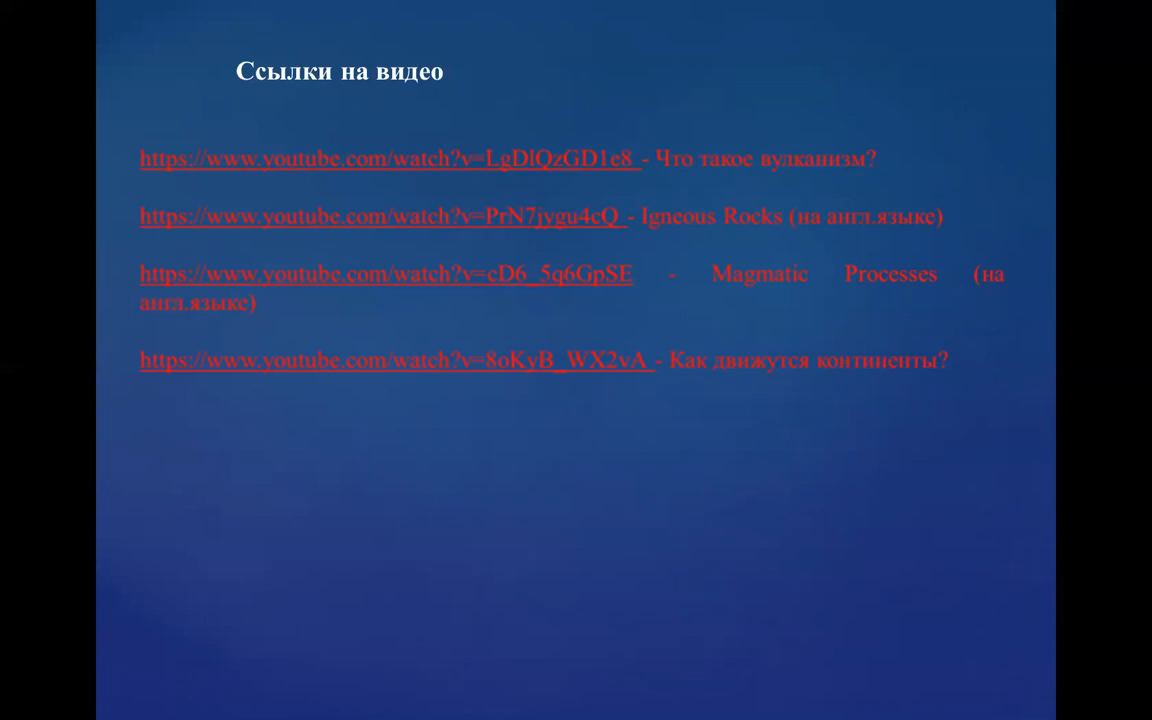 Ссылки на видео
https://www.youtube.com/watch?v=LgDlQzGD1e8 - Что такое вулканизм?
https://www.youtube.com/watch?v=PrN7jygu4cQ - Igneous Rocks (на англ.языке)
https://www.youtube.com/watch?v=cD6_5q6GpSE - Magmatic Processes (на
англ.языке)
https://www.youtube.com/watch?v=8oKyB_WX2vA - Как движутся континенты?